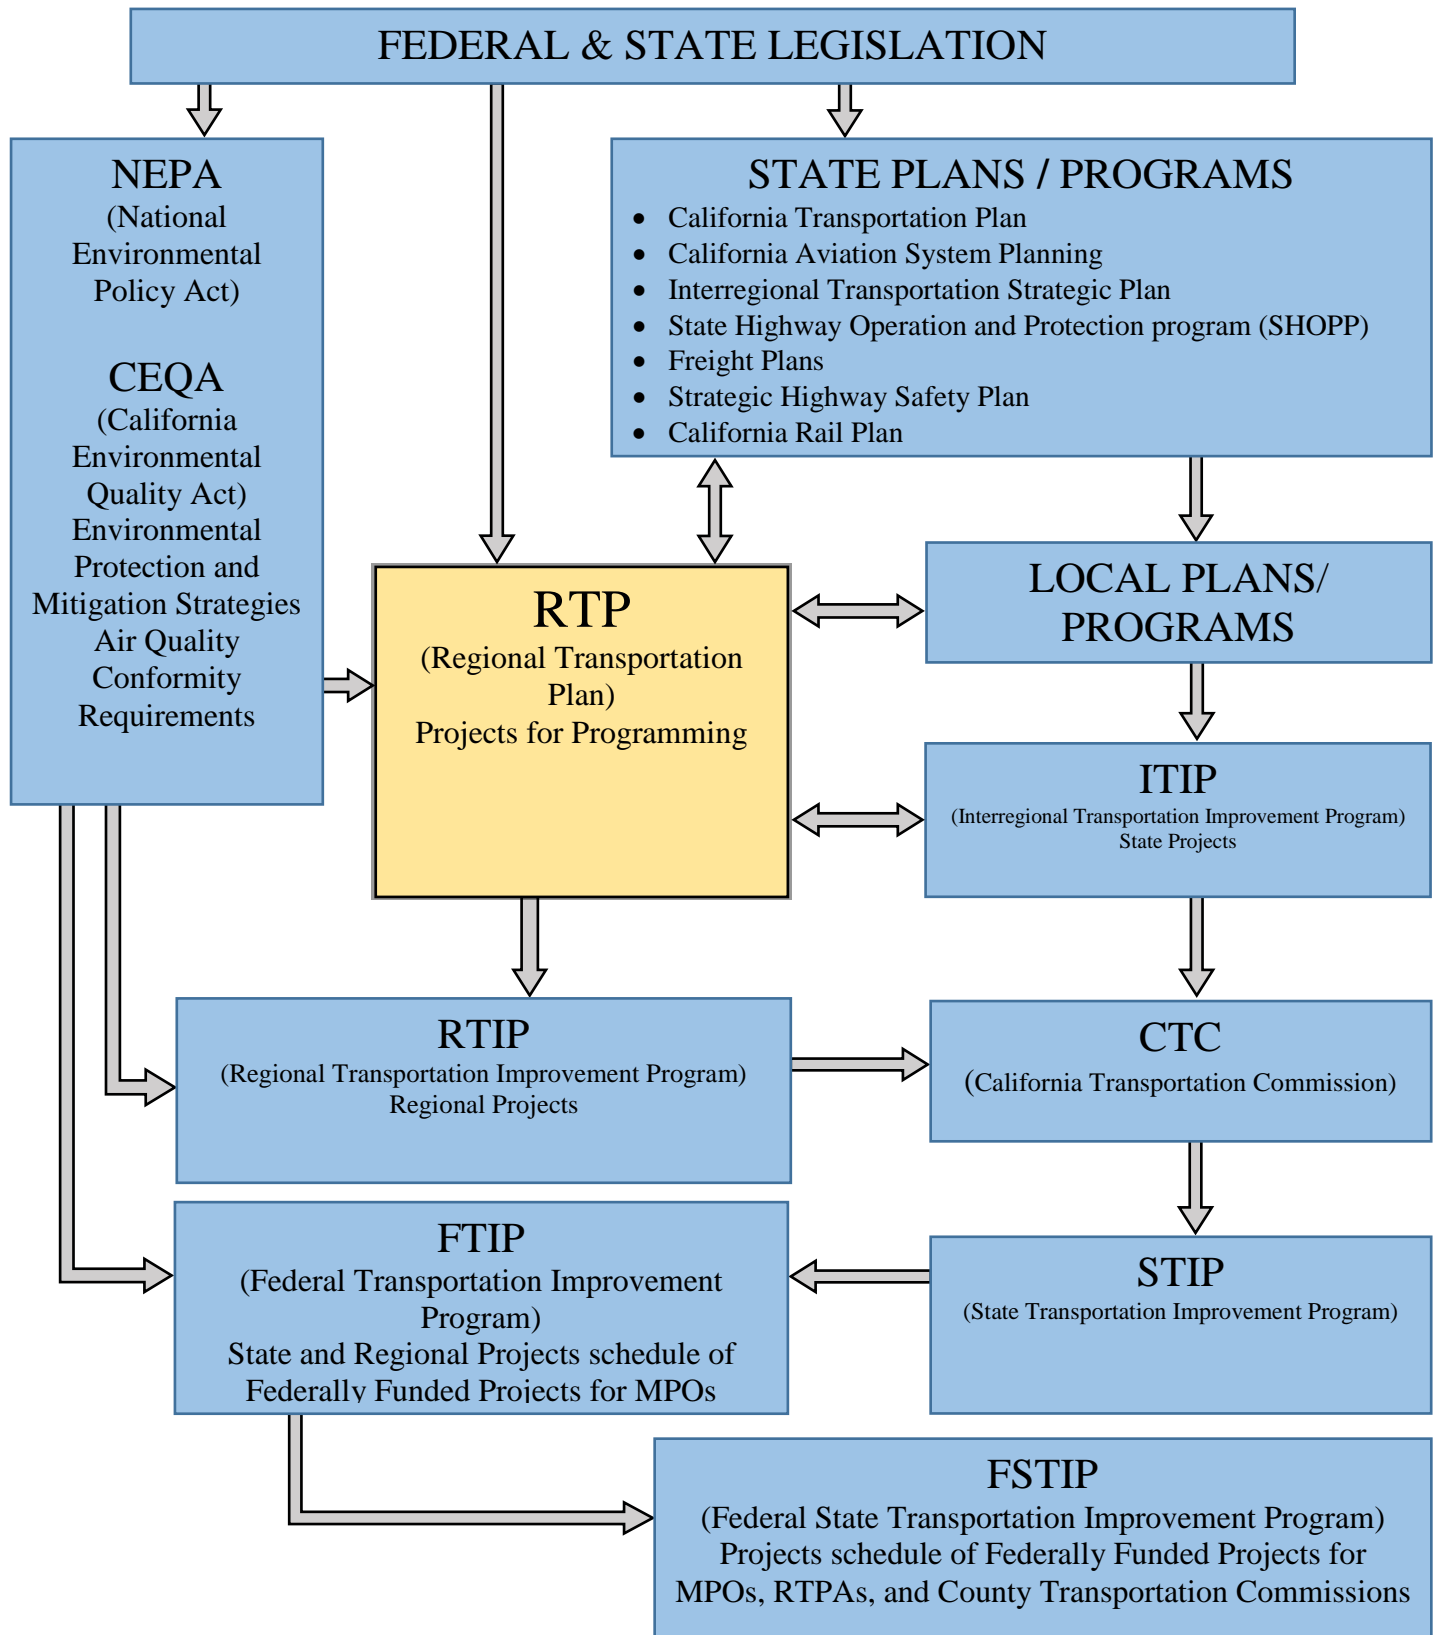 FEDERAL & STATE LEGISLATION
NEPA
(National
Environmental
Policy Act)
CEQA
(California
Environmental
Quality Act)
Environmental
Protection and
Mitigation Strategies
Air Quality
Conformity
Requirements
STATE PLANS / PROGRAMS
• California Transportation Plan
• California Aviation System Planning
• Interregional Transportation Strategic Plan
• State Highway Operation and Protection program (SHOPP)
• Freight Plans
• Strategic Highway Safety Plan
• California Rail Plan
RTP
(Regional Transportation
Plan)
Projects for Programming
LOCAL PLANS/
PROGRAMS
ITIP
(Interregional Transportation Improvement Program)
State Projects
RTIP
(Regional Transportation Improvement Program)
Regional Projects
CTC
(California Transportation Commission)
FTIP
(Federal Transportation Improvement
Program)
State and Regional Projects schedule of
Federally Funded Projects for MPOs
STIP
(State Transportation Improvement Program)
FSTIP
(Federal State Transportation Improvement Program)
Projects schedule of Federally Funded Projects for
MPOs, RTPAs, and County Transportation Commissions